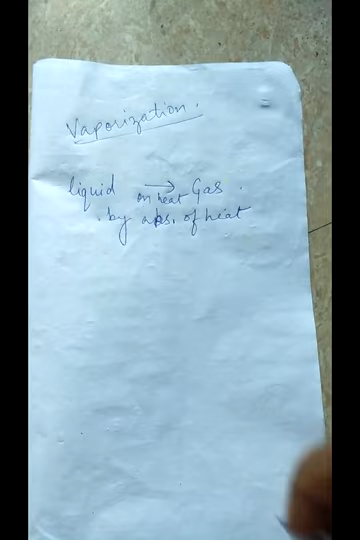 Vaporization.
liquid → Gas.
on heat
. by abs. of heat